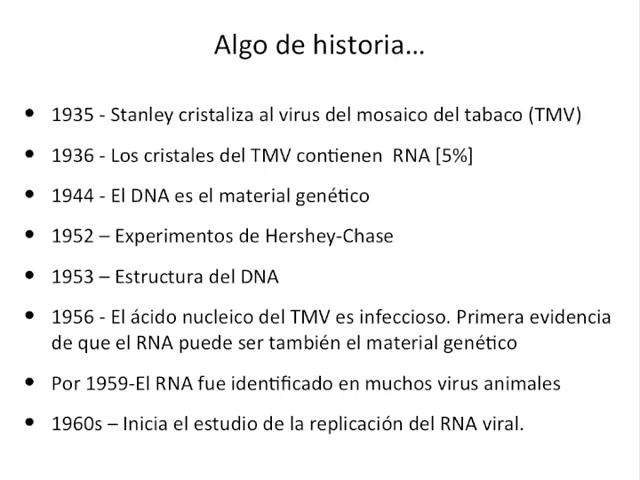 Algo de historia...
• 1935 - Stanley cristaliza al virus del mosaico del tabaco (TMV)
• 1936 - Los cristales del TMV contienen RNA [5%]
• 1944 - El DNA es el material genético
• 1952 – Experimentos de Hershey-Chase
• 1953 – Estructura del DNA
• 1956 - El ácido nucleico del TMV es infeccioso. Primera evidencia
de que el RNA puede ser también el material genético
• Por 1959-El RNA fue identificado en muchos virus animales
• 1960s – Inicia el estudio de la replicación del RNA viral.